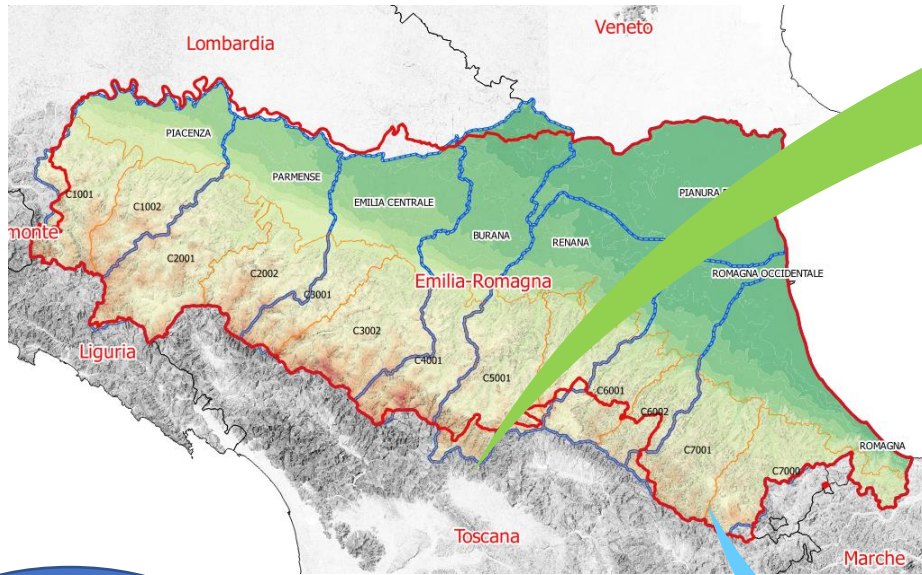 Veneto
Lombardia
PIACENZA
PARMENSE
EMILIA CENTRALE
PIANURA
BURANA
RENANA
C1001
C1002
monte
C2001
C2002
ROMAGNA OCCIDENTALE
Emilia-Romagna
C3001
C3002
Liguria
C4001
C5001
C6001
C6002
ROMAGNA
C7001
C7000
Toscana
Marche